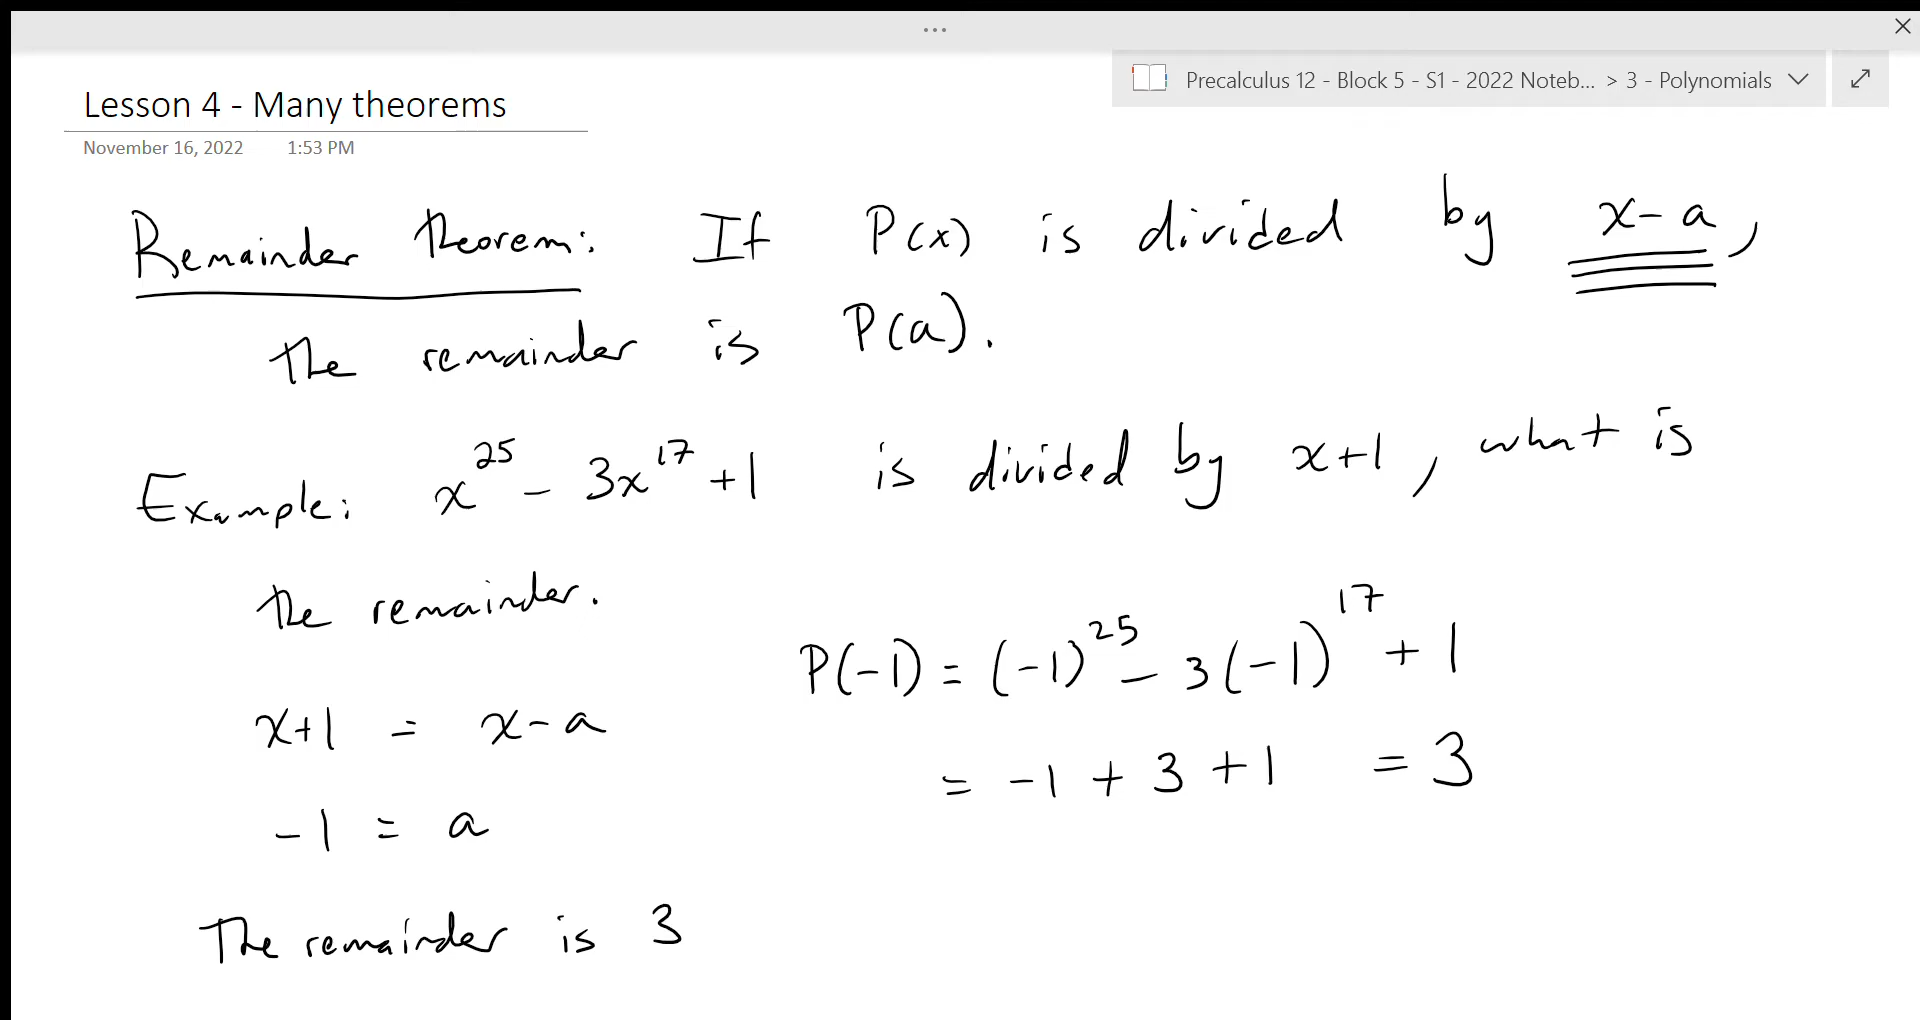 ...
Precalculus 12 - Block 5 - S1 - 2022 Noteb... > 3 - Polynomials
Lesson 4 - Many theorems
November 16, 2022 1:53 PM
Remainder theorem: If P(x) is divided by x-a,
the remainder is P(a).
Example: x^25 - 3x^17 +1 is divided by x+1, what is
the remainder.
P(-1) = (-1)^25 - 3(-1)^17 + 1
x+1 = x-a
= -1 + 3 +1 = 3
-1 = a
The remainder is 3